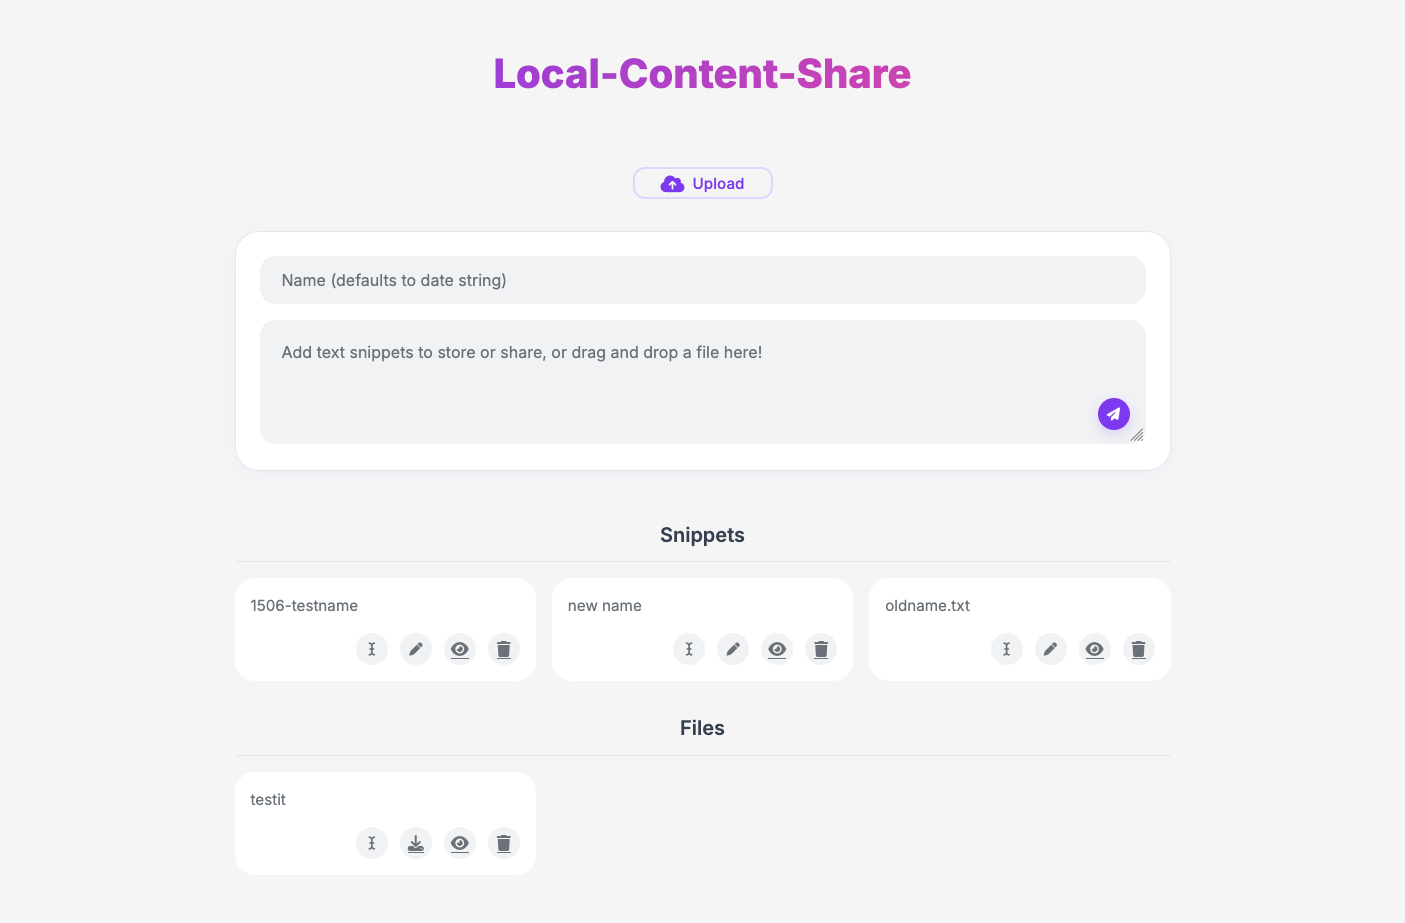 Local-Content-Share
Upload
Name (defaults to date string)
Add text snippets to store or share, or drag and drop a file here!
Snippets
1506-testname
new name
oldname.txt
Files
testit